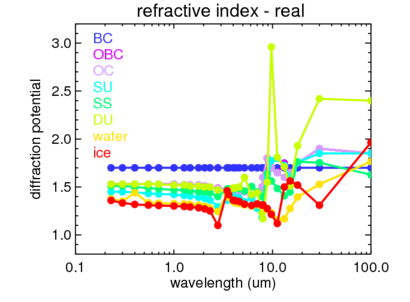 refractive index - real
diffraction potential
3.0
2.5
2.0
1.5
1.0
BC
OBC
OC
SU
SS
DU
water
ice
0.1
1.0
10.0
100.0
wavelength (um)